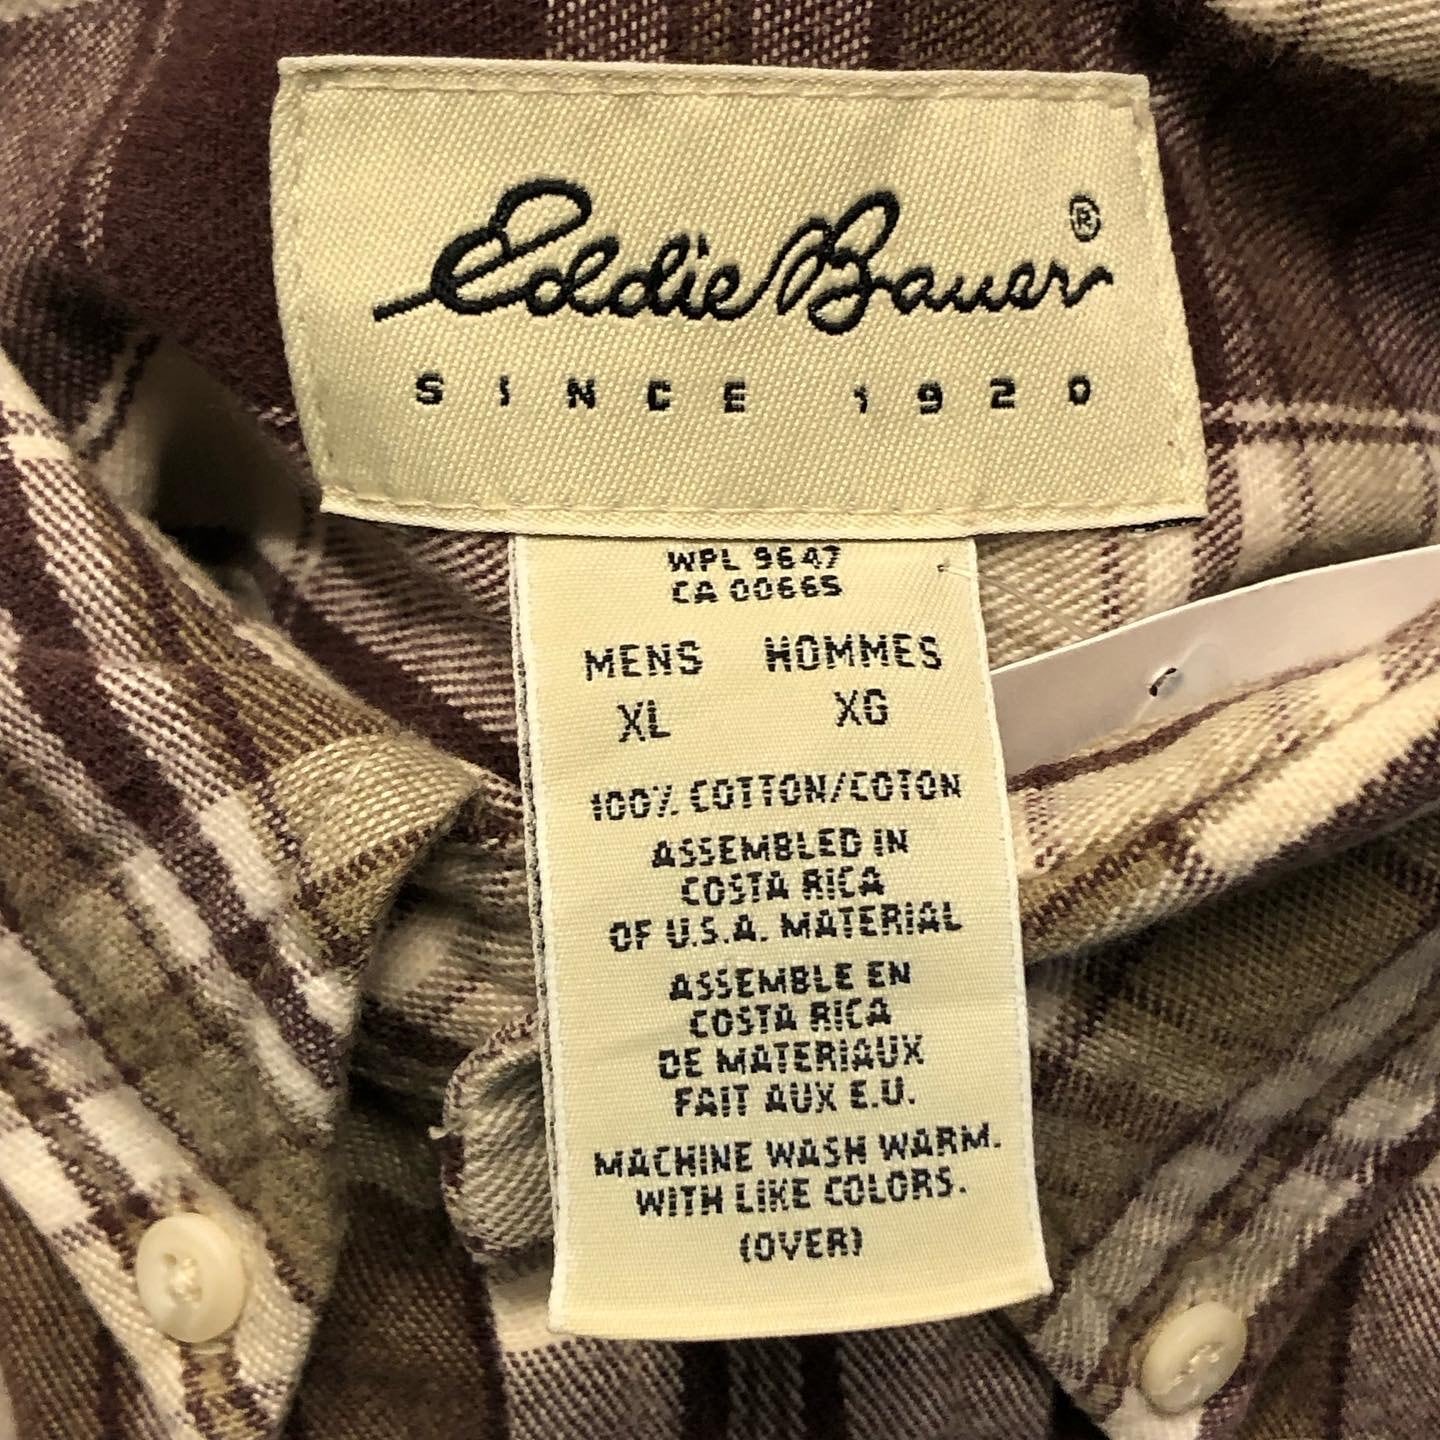 Eddie Bauer®
SINCE 1920
WPL 9647
CA 00665
MENS HOMMES
XL XG
100% COTTON/COTON
ASSEMBLED IN
COSTA RICA
OF U.S.A. MATERIAL
ASSEMBLE EN
COSTA RICA
DE MATERIAUX
FAIT AUX E.U.
MACHINE WASH WARM.
WITH LIKE COLORS.
(OVER)